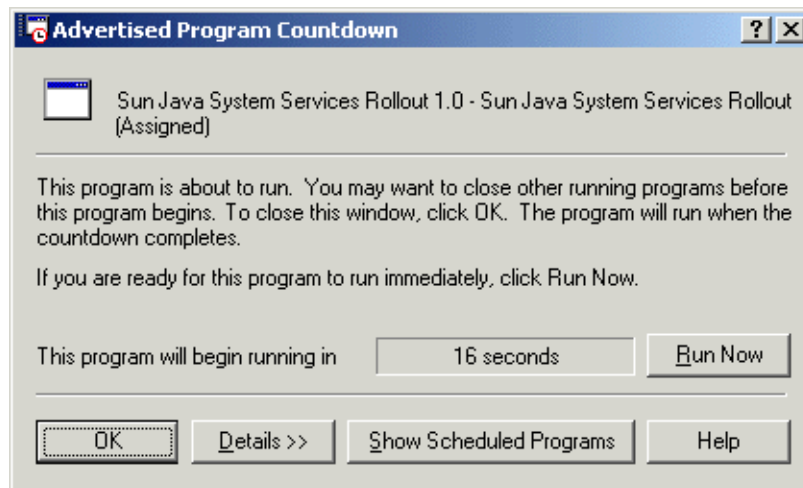 Advertised Program Countdown
Sun Java System Services Rollout 1.0 - Sun Java System Services Rollout
(Assigned)
This program is about to run. You may want to close other running programs before
this program begins. To close this window, click OK. The program will run when the
countdown completes.
If you are ready for this program to run immediately, click Run Now.
This program will begin running in 16 seconds Run Now
OK Details >> Show Scheduled Programs Help